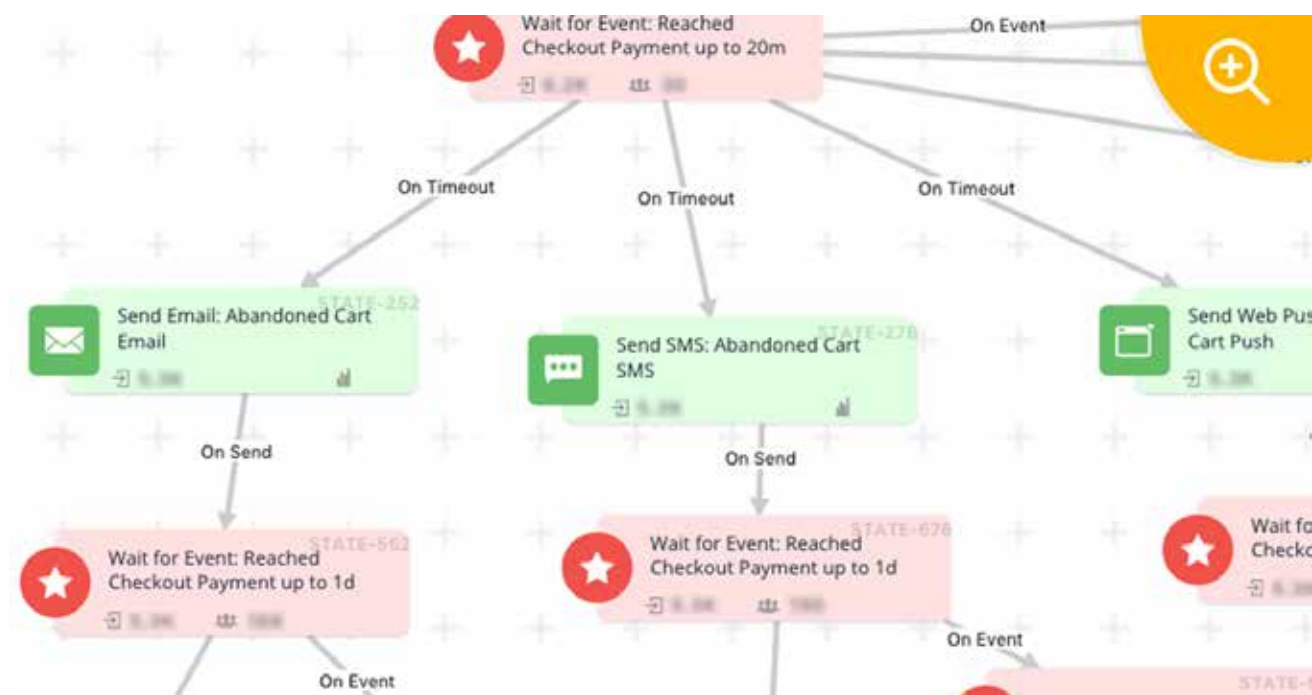 Wait for Event: Reached
Checkout Payment up to 20m
On Event
On Timeout
On Timeout
On Timeout
STATE-252
Send Email: Abandoned Cart
Email
STATE-276
Send SMS: Abandoned Cart
SMS
Send Web Pus
Cart Push
On Send
On Send
STATE-562
Wait for Event: Reached
Checkout Payment up to 1d
STATE-676
Wait for Event: Reached
Checkout Payment up to 1d
Wait fo
Checko
On Event
On Event
STATE-